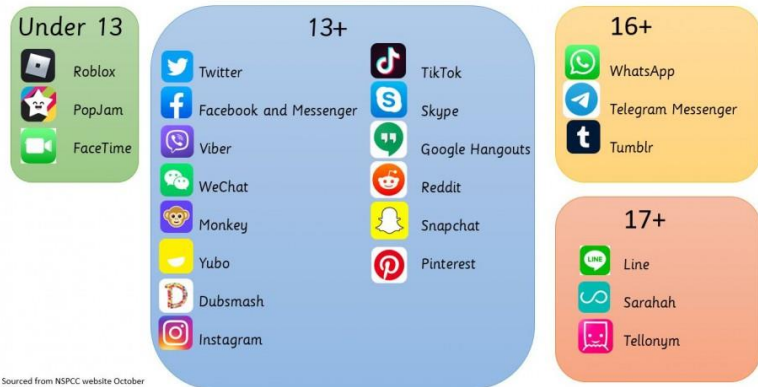 Under 13
Roblox
PopJam
FaceTime
13+
Twitter
Facebook and Messenger
Viber
WeChat
Monkey
Yubo
Dubsmash
Instagram
TikTok
Skype
Google Hangouts
Reddit
Snapchat
Pinterest
16+
WhatsApp
Telegram Messenger
t
Tumblr
17+
LINE
Line
Sarahah
Tellonym
Sourced from NSPCC website October